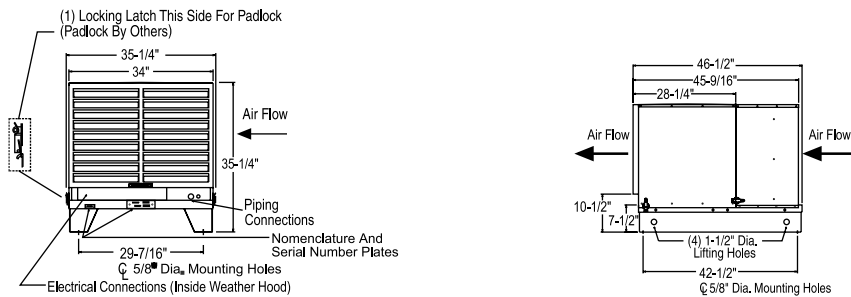 (1) Locking Latch This Side For Padlock
(Padlock By Others)
35-1/4"
34"
Air Flow
35-1/4"
Piping
Connections
Nomenclature And
Serial Number Plates
29-7/16"
℄ 5/8" Dia. Mounting Holes
Electrical Connections (Inside Weather Hood)
46-1/2"
45-9/16"
28-1/4"
Air Flow
Air Flow
10-1/2"
7-1/2"
(4) 1-1/2" Dia.
Lifting Holes
42-1/2"
℄ 5/8" Dia. Mounting Holes